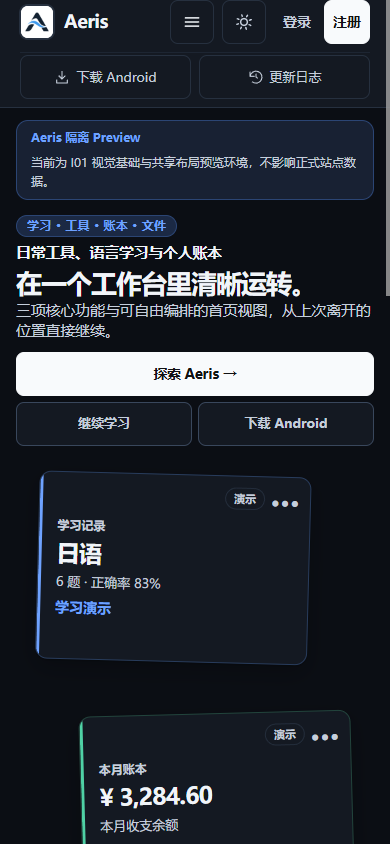 Aeris
登录
注册
下载 Android
更新日志
Aeris 隔离 Preview
当前为 I01 视觉基础与共享布局预览环境，不影响正式站点数
据。
学习・工具・账本・文件
日常工具、语言学习与个人账本
在一个工作台里清晰运转。
三项核心功能与可自由编排的首页视图，从上次离开的
位置直接继续。
探索 Aeris →
继续学习
下载 Android
演示
学习记录
日语
6 题 · 正确率 83%
学习演示
演示
本月账本
¥ 3,284.60
本月收支余额